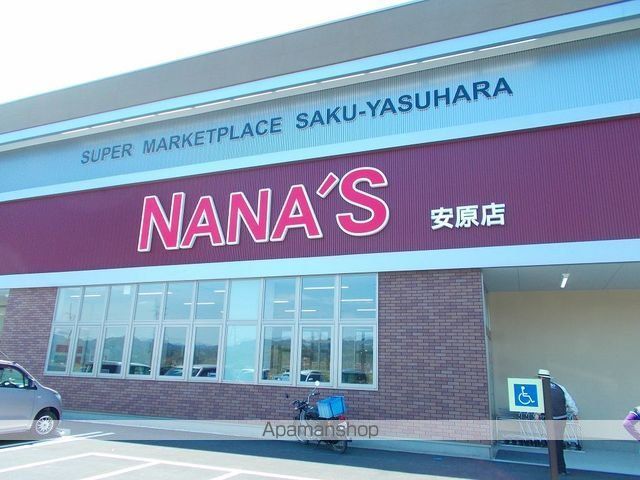 SUPER MARKETPLACE SAKU-YASUHARA
NANA'S 安原店
Apamanshop